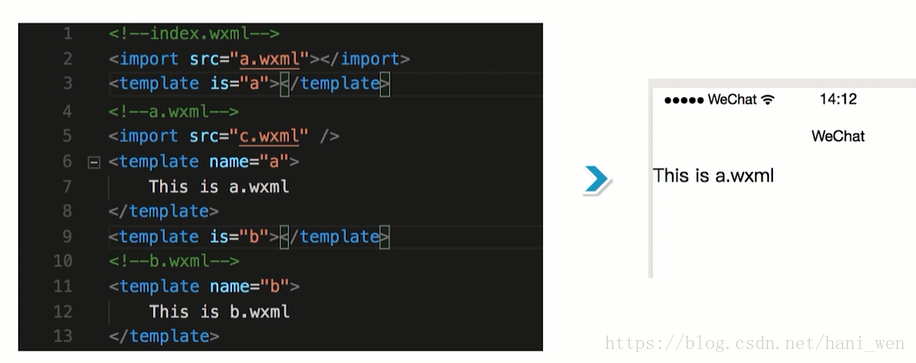 1 <!--index.wxml-->
2 <import src="a.wxml"></import>
3 <template is="a"></template>
4 <!--a.wxml-->
5 <import src="c.wxml" />
6 <template name="a">
7 This is a.wxml
8 </template>
9 <template is="b"></template>
10 <!--b.wxml-->
11 <template name="b">
12 This is b.wxml
13 </template>
WeChat 14:12
WeChat
This is a.wxml
https://blog.csdn.net/hani_wen